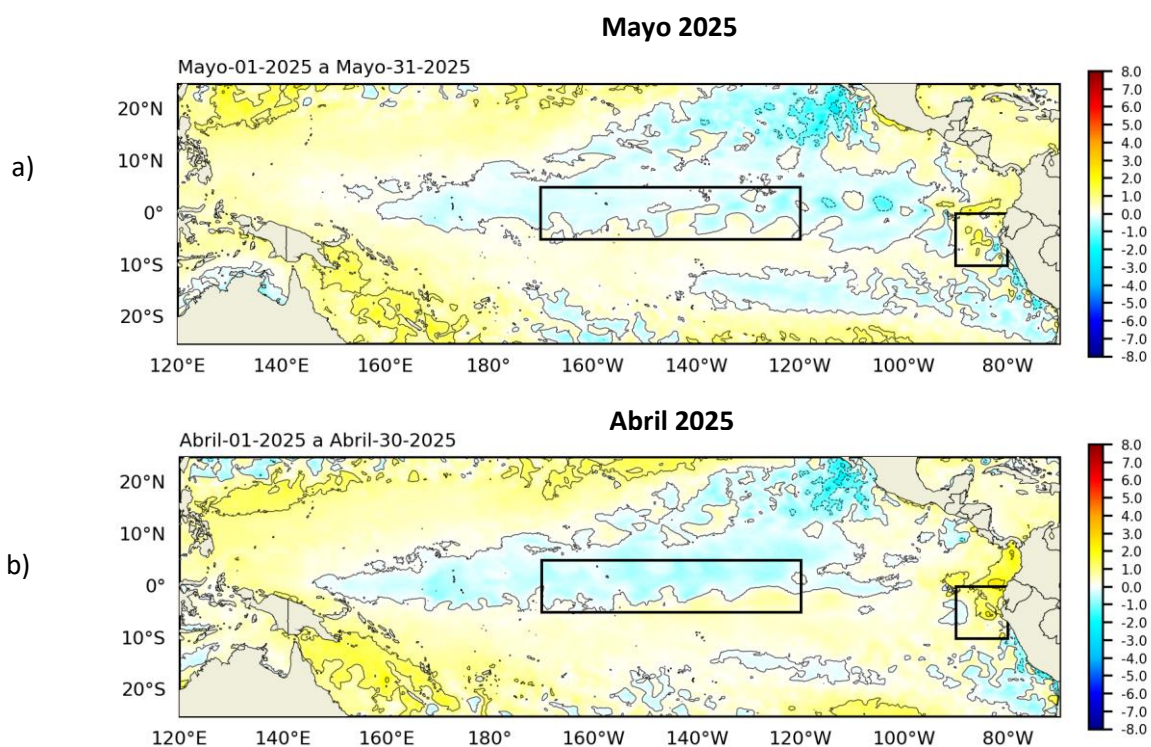 Mayo 2025
Mayo-01-2025 a Mayo-31-2025
a)
20°N
10°N
0°
10°S
20°S
120°E 140°E 160°E 180° 160°W 140°W 120°W 100°W 80°W
8.0
7.0
6.0
5.0
4.0
3.0
2.0
1.0
0.0
-1.0
-2.0
-3.0
-4.0
-5.0
-6.0
-7.0
-8.0
Abril 2025
Abril-01-2025 a Abril-30-2025
b)
20°N
10°N
0°
10°S
20°S
120°E 140°E 160°E 180° 160°W 140°W 120°W 100°W 80°W
8.0
7.0
6.0
5.0
4.0
3.0
2.0
1.0
0.0
-1.0
-2.0
-3.0
-4.0
-5.0
-6.0
-7.0
-8.0